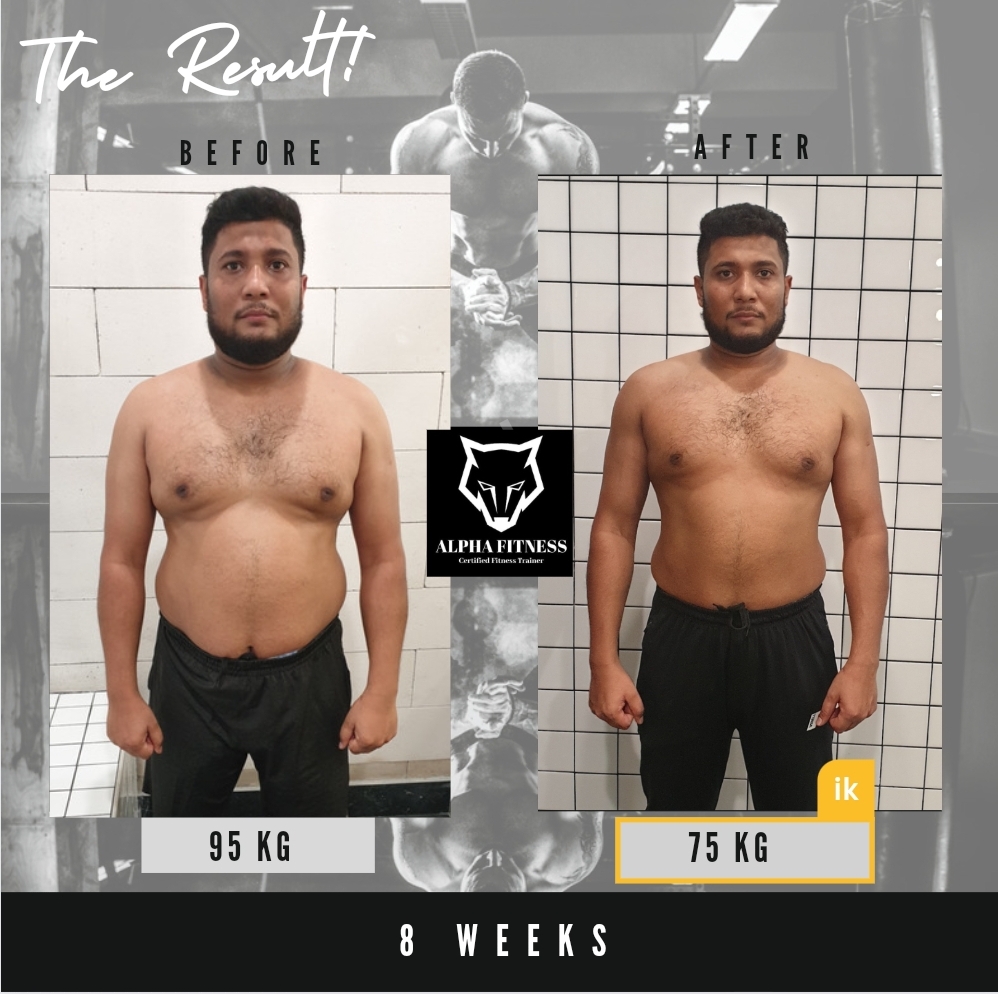 The Result!
BEFORE
AFTER
ALPHA FITNESS
Certified Fitness Trainer
ik
95 KG
75 KG
8 WEEKS